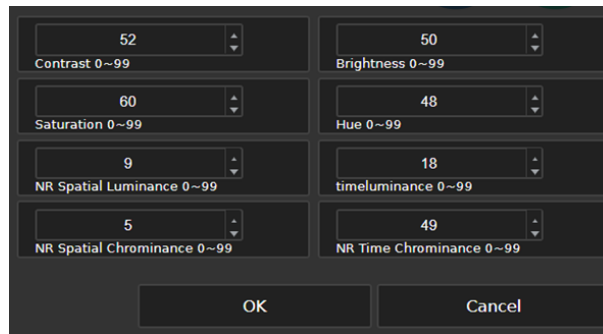 52
50
Contrast 0~99
Brightness 0~99
60
48
Saturation 0~99
Hue 0~99
9
18
NR Spatial Luminance 0~99
timeluminance 0~99
5
49
NR Spatial Chrominance 0~99
NR Time Chrominance 0~99
OK
Cancel